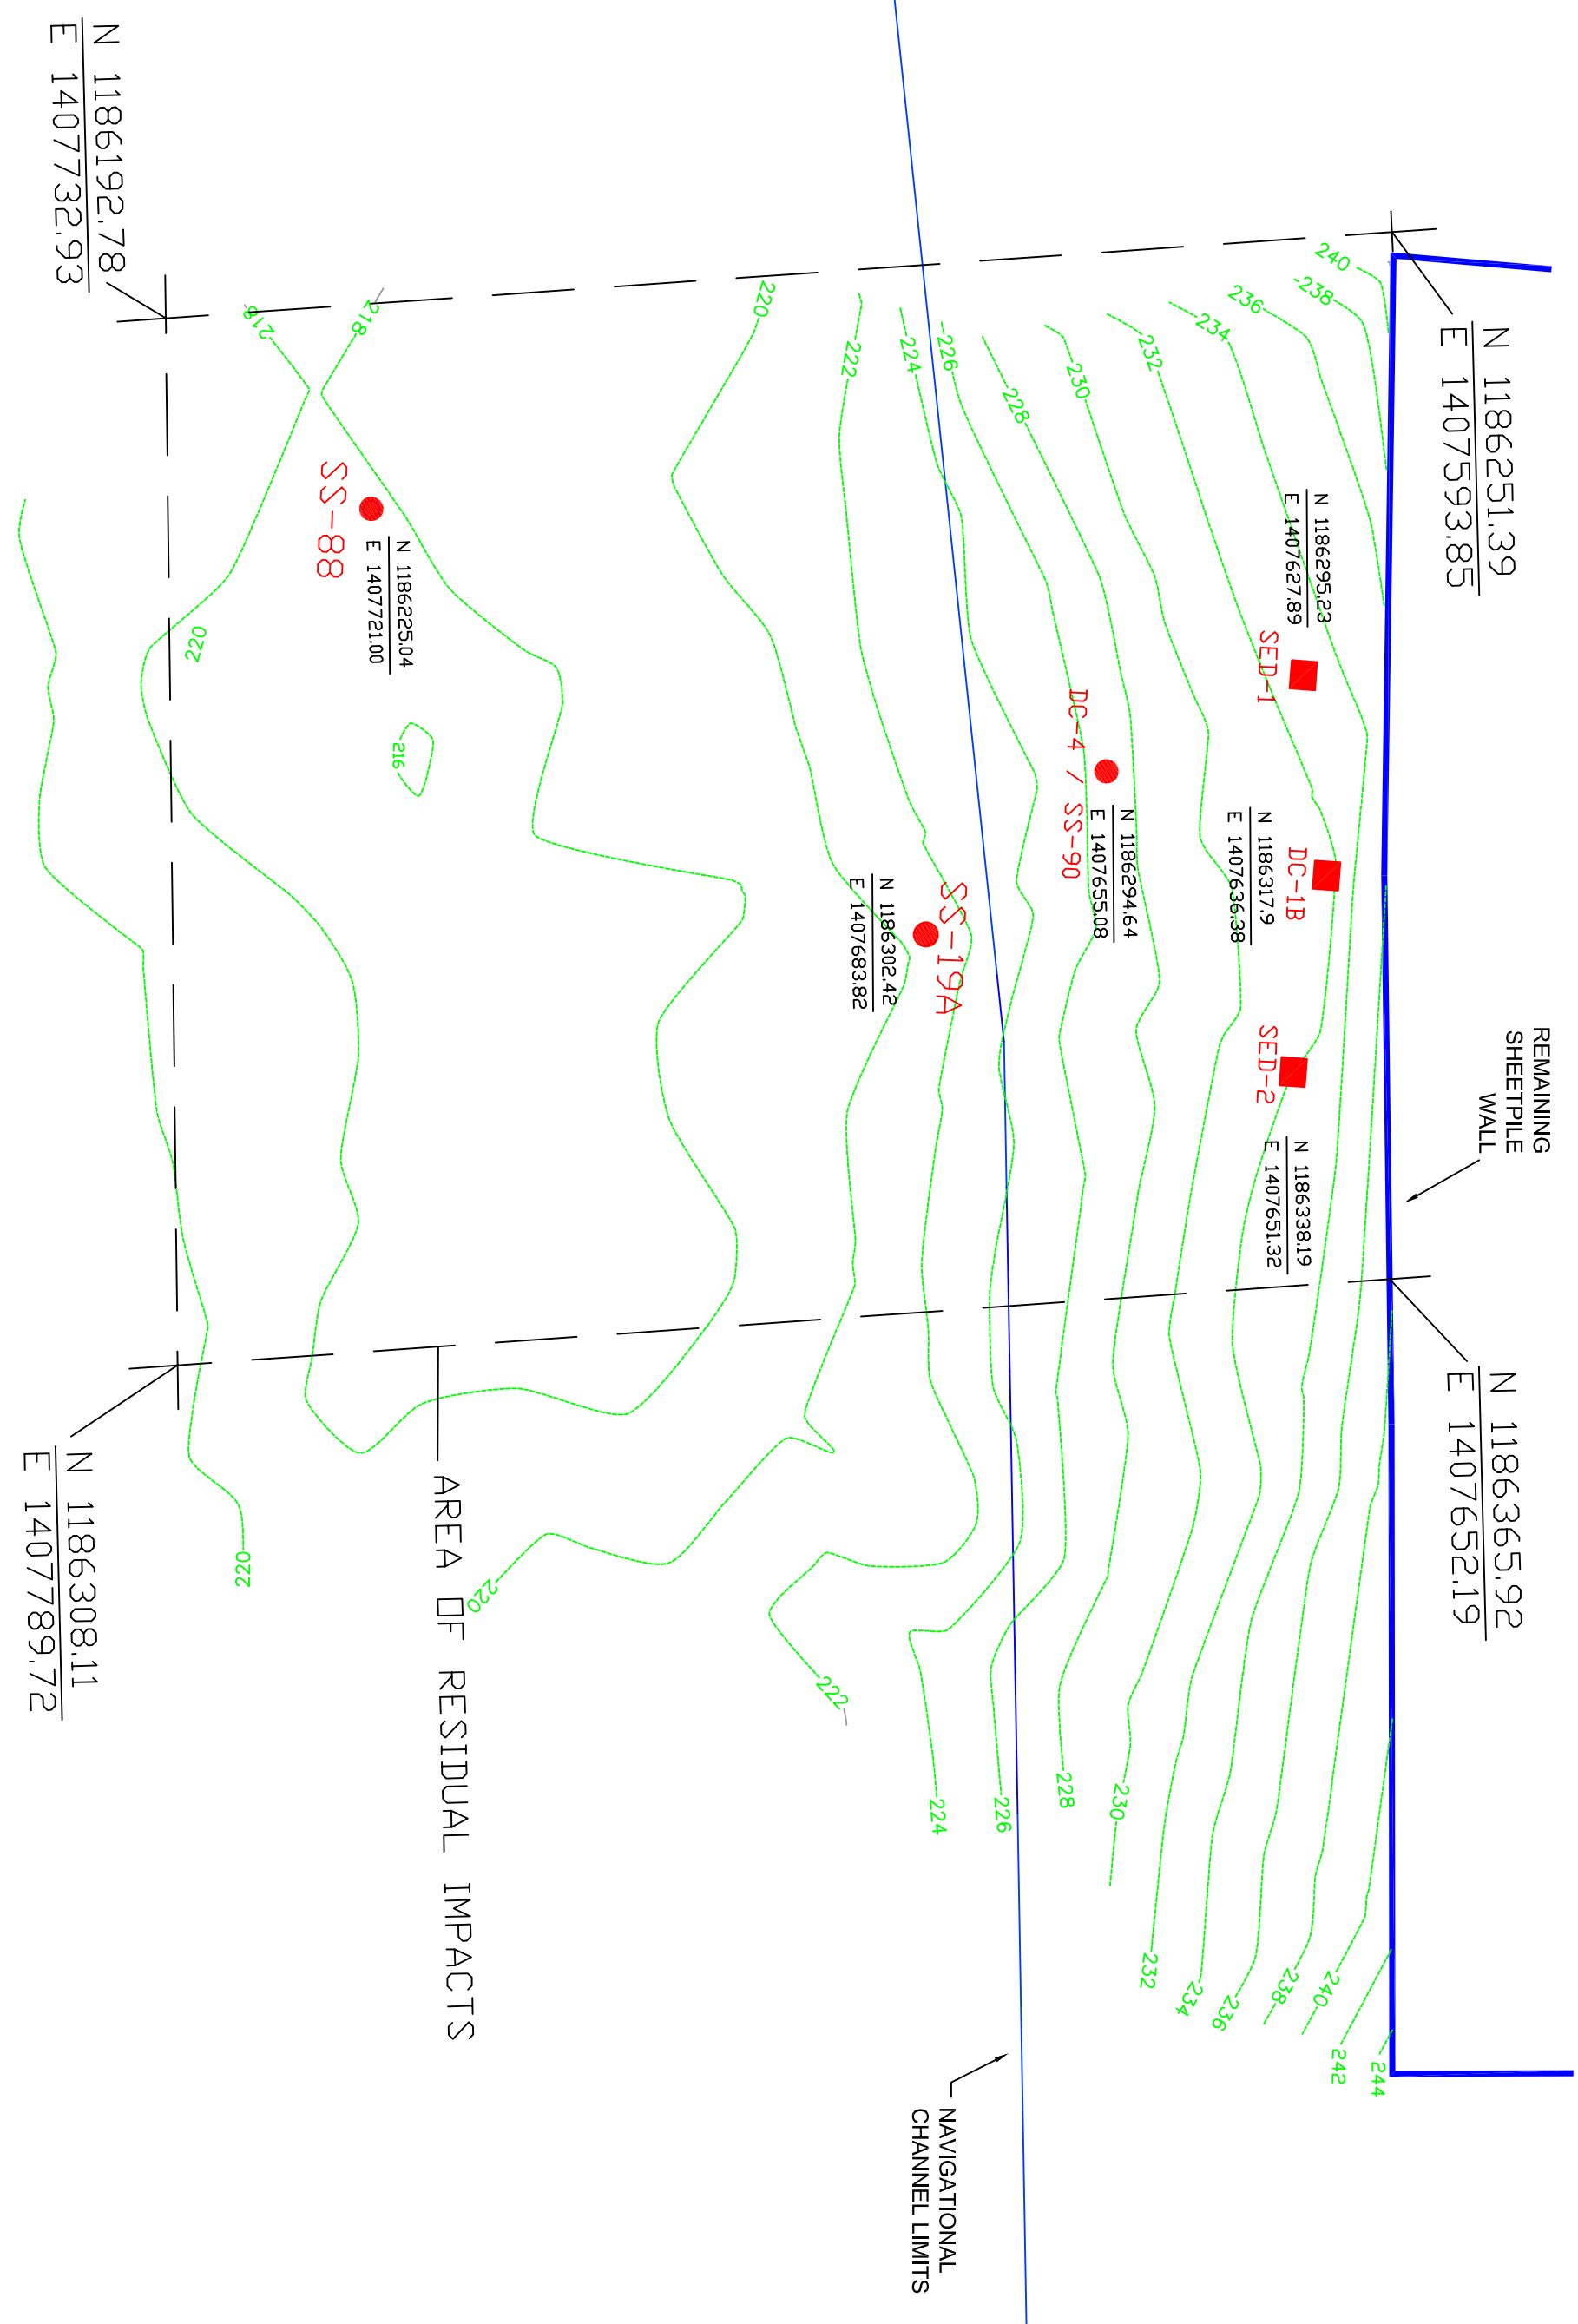 N 1186192.78
E 1407732.93
N 1186251.39
E 1407593.85
240
238
236
234
232
230
228
226
224
222
220
218
218
N 1186295.23
E 1407627.89
SED-1
SS-88
N 1186225.04
E 1407721.00
220
216
DC-4 / SS-90
N 1186294.64
E 1407655.08
N 1186317.9
E 1407636.38
DC-1B
SS-19A
N 1186302.42
E 1407683.82
SED-2
N 1186338.19
E 1407651.32
REMAINING
SHEETPILE
WALL
N 1186365.92
E 1407652.19
N 1186308.11
E 1407789.72
AREA OF RESIDUAL IMPACTS
220
220
222
224
226
228
230
232
234
236
238
240
242
244
NAVIGATIONAL
CHANNEL LIMITS